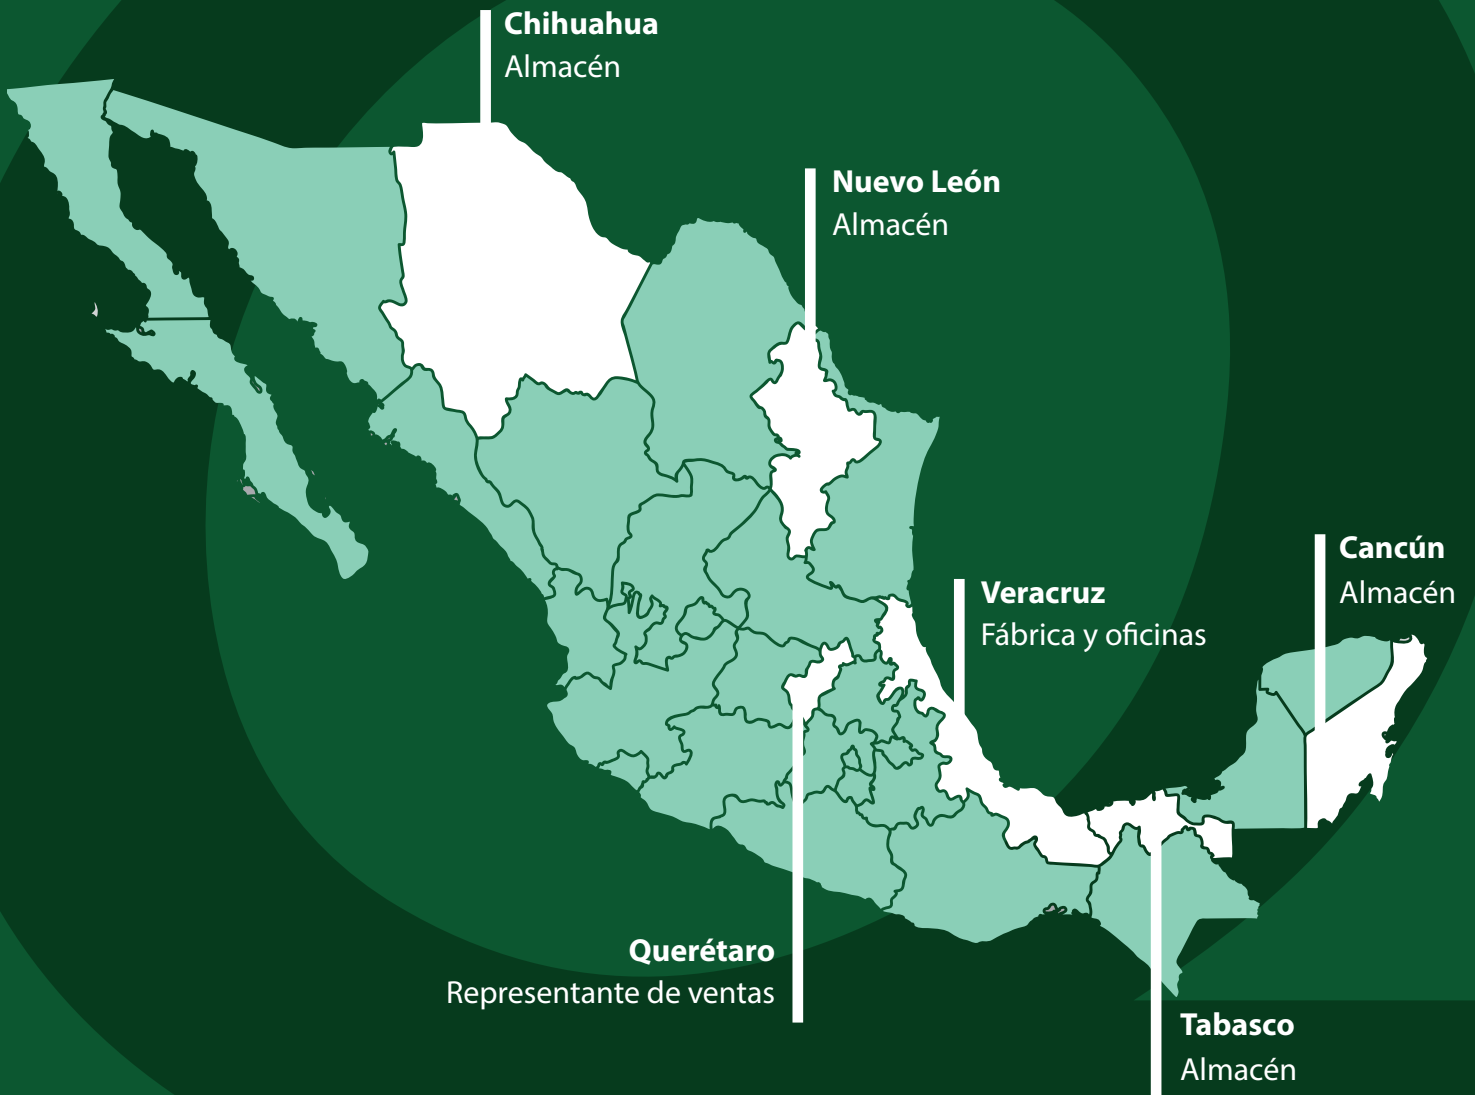 Chihuahua
Almacén
Nuevo León
Almacén
Cancún
Almacén
Veracruz
Fábrica y oficinas
Querétaro
Representante de ventas
Tabasco
Almacén